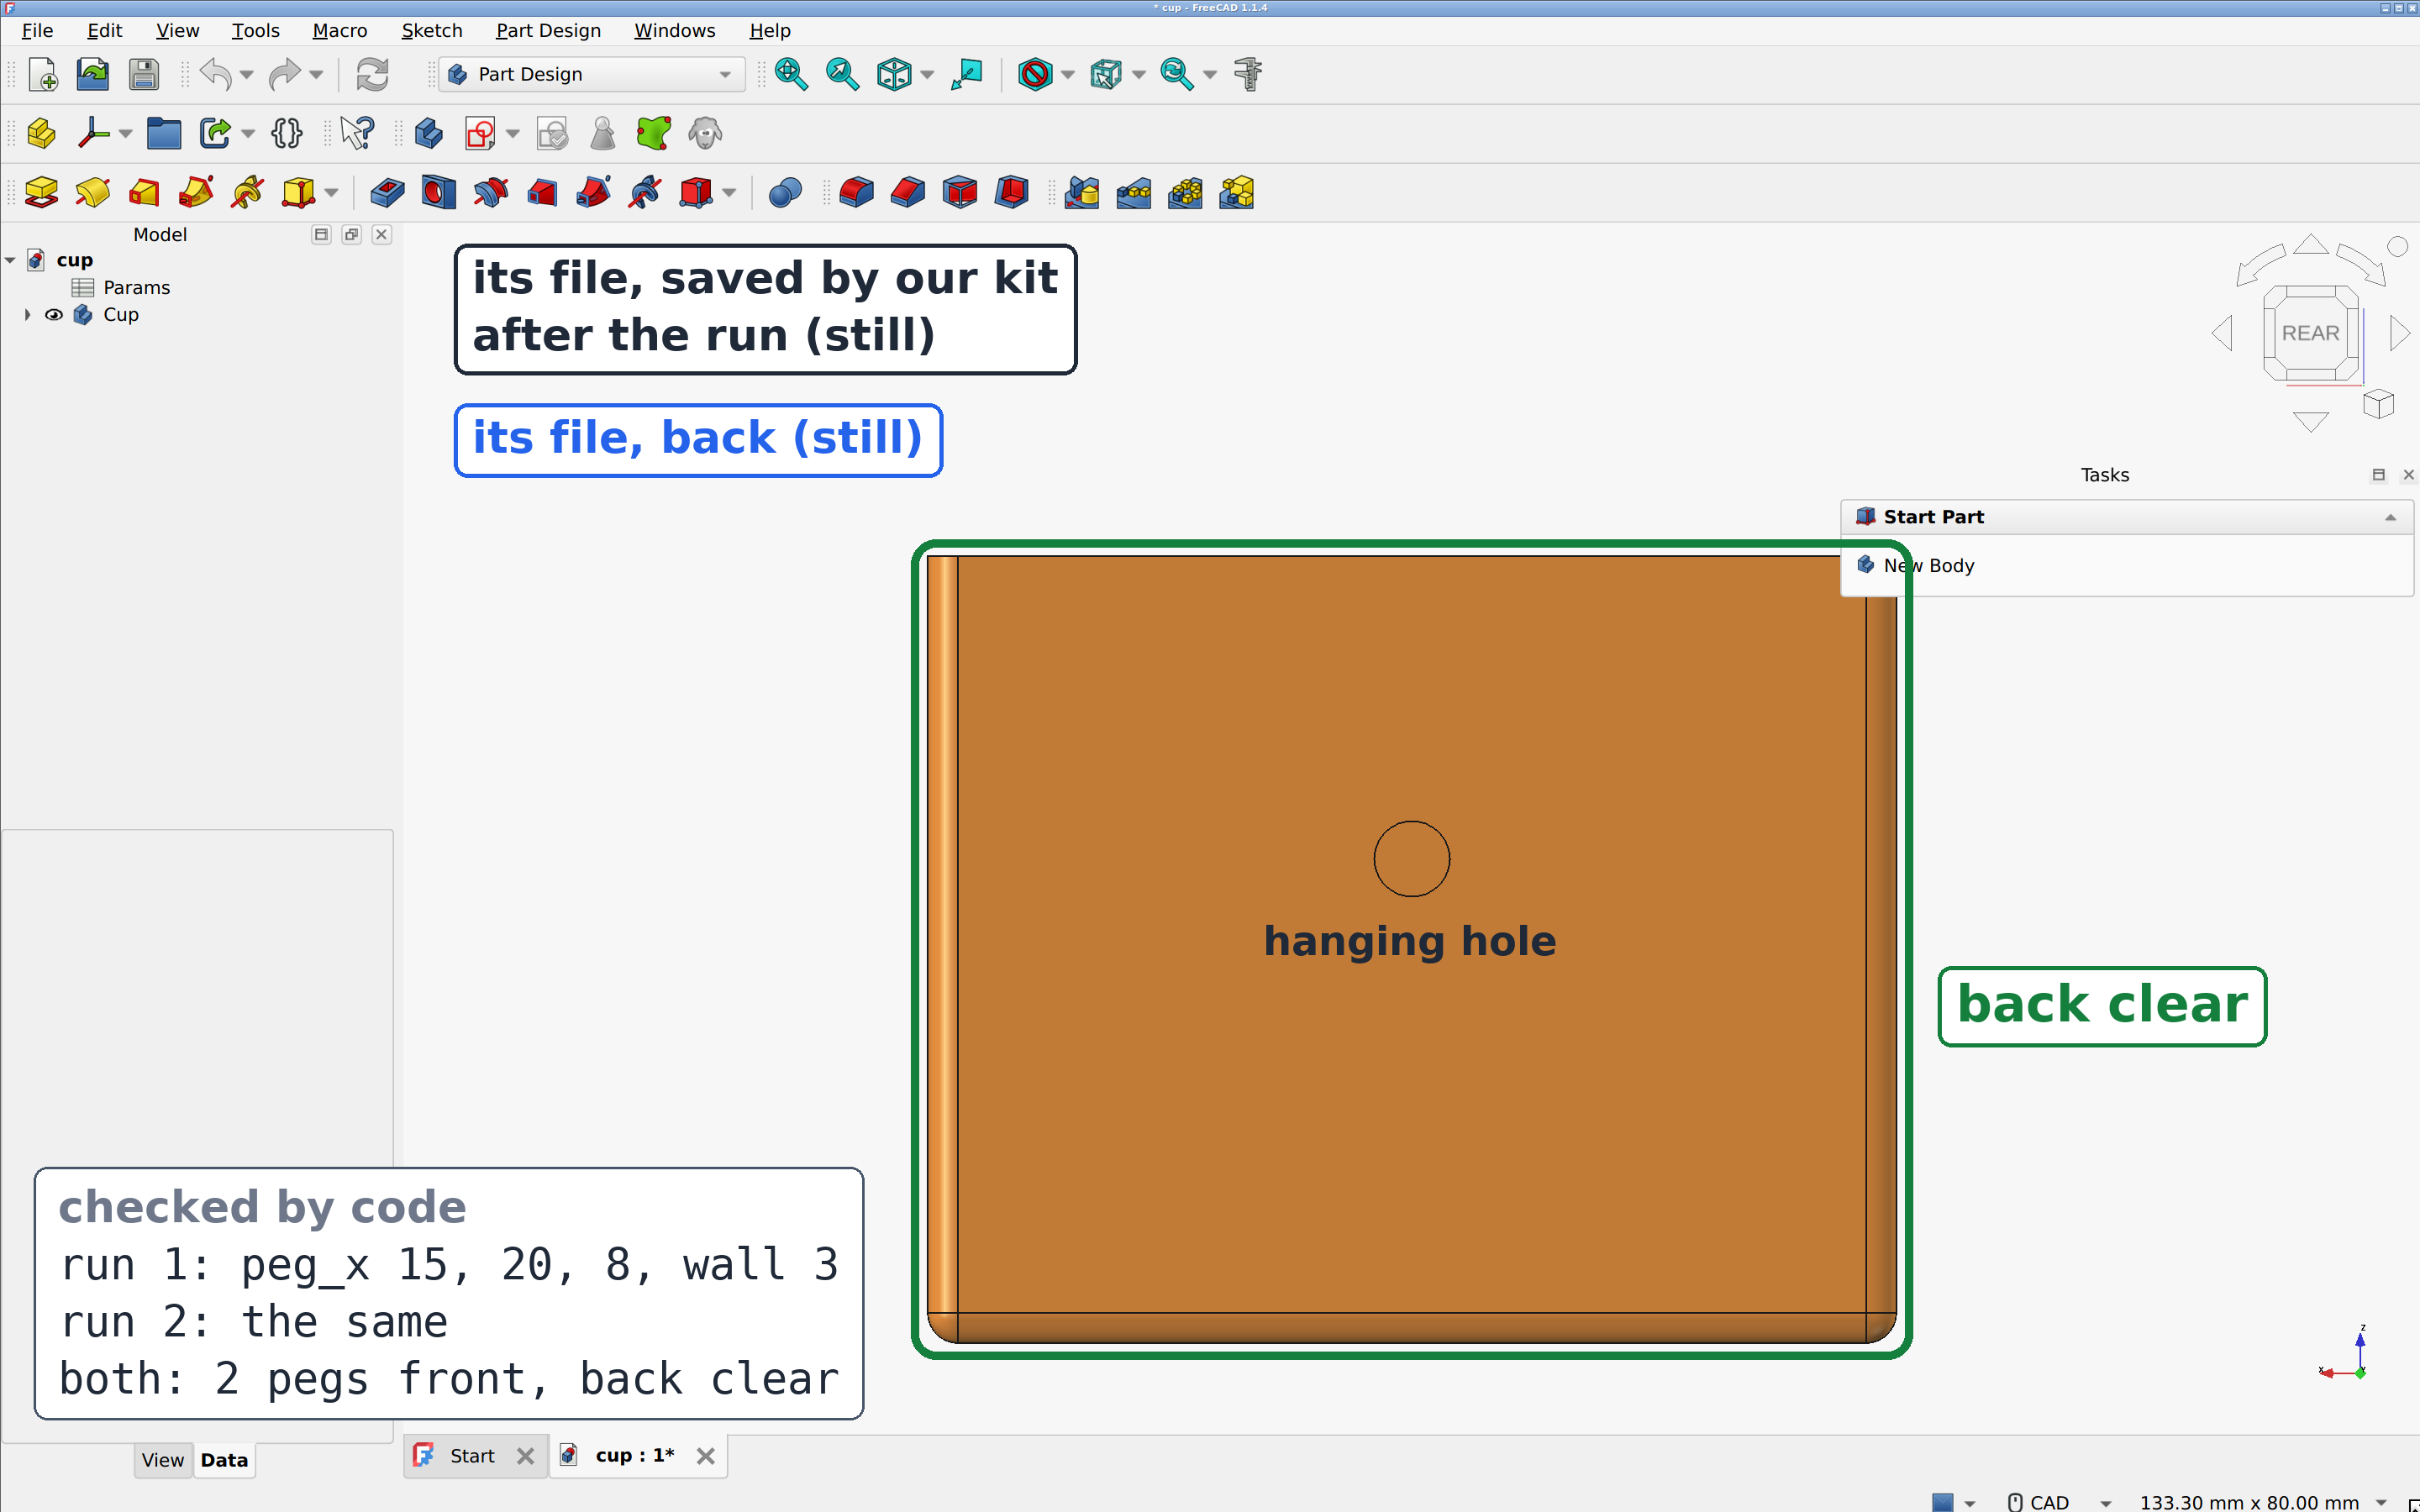 * cup - FreeCAD 1.1.4
File Edit View Tools Macro Sketch Part Design Windows Help
Part Design
Model
cup
Params
Cup
its file, saved by our kit
after the run (still)
its file, back (still)
REAR
Tasks
Start Part
New Body
hanging hole
back clear
checked by code
run 1: peg_x 15, 20, 8, wall 3
run 2: the same
both: 2 pegs front, back clear
z
x
View Data
Start
cup : 1*
CAD
133.30 mm x 80.00 mm